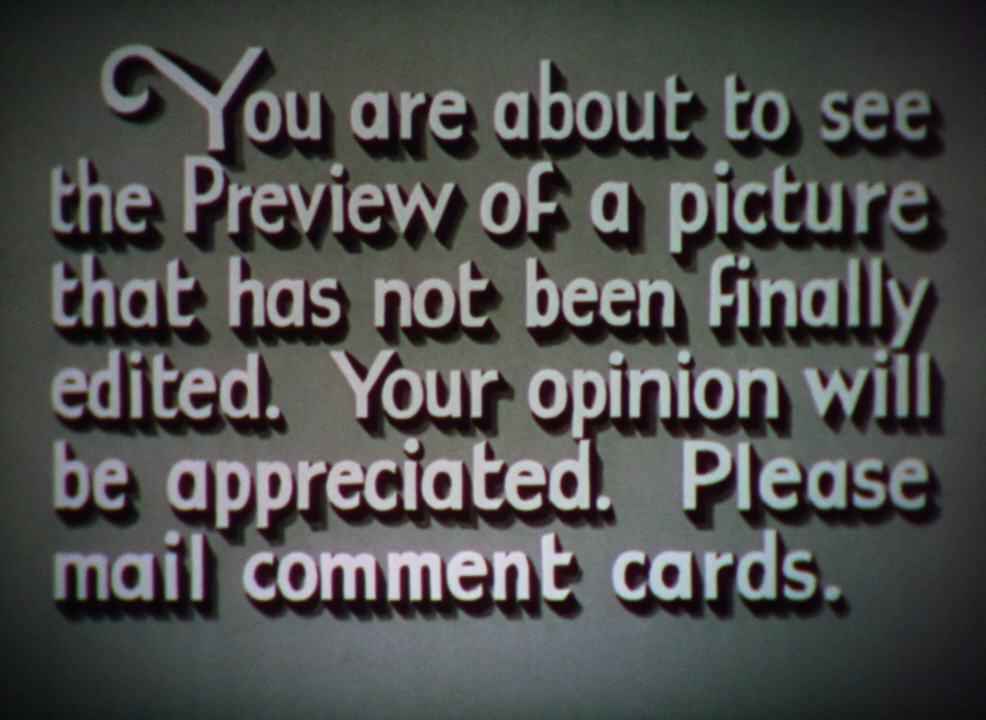 You are about to see
the Preview of a picture
that has not been finally
edited. Your opinion will
be appreciated. Please
mail comment cards.